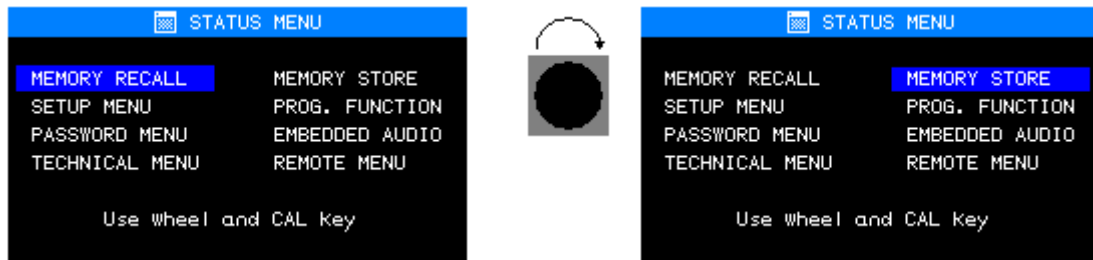 STATUS MENU
MEMORY RECALL MEMORY STORE
SETUP MENU PROG. FUNCTION
PASSWORD MENU EMBEDDED AUDIO
TECHNICAL MENU REMOTE MENU
Use Wheel and CAL Key
STATUS MENU
MEMORY RECALL MEMORY STORE
SETUP MENU PROG. FUNCTION
PASSWORD MENU EMBEDDED AUDIO
TECHNICAL MENU REMOTE MENU
Use Wheel and CAL Key